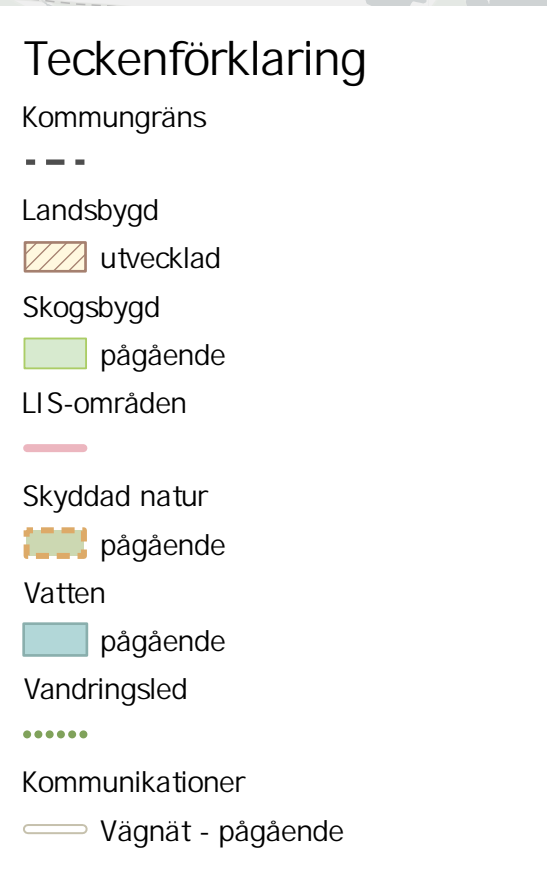 Teckenförklaring
Kommungräns
Landsbygd
utvecklad
Skogsbygd
pågående
LIS-områden
Skyddad natur
pågående
Vatten
pågående
Vandringsled
Kommunikationer
Vägnät - pågående